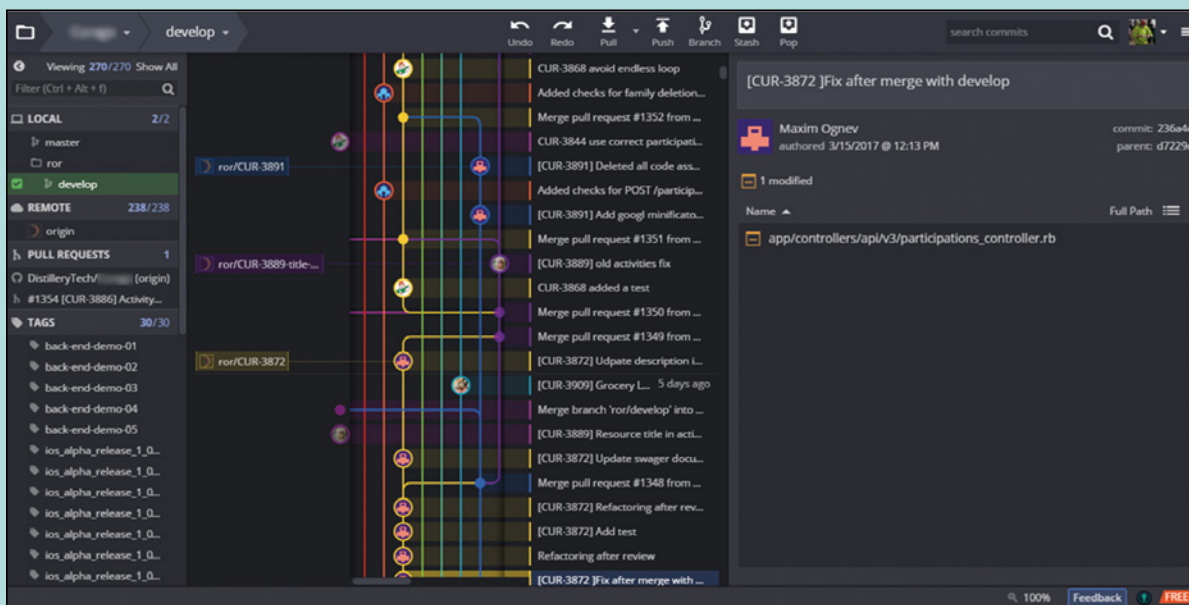 develop
Undo
Redo
Pull
Push
Branch
Stash
Pop
search commits
Viewing 270/270 Show All
Filter (Ctrl + Alt + f)
LOCAL 2/2
master
ror
develop
REMOTE 238/238
origin
PULL REQUESTS 1
DistilleryTech/ (origin)
#1354 [CUR-3886] Activity...
TAGS 30/30
back-end-demo-01
back-end-demo-02
back-end-demo-03
back-end-demo-04
back-end-demo-05
ios_alpha_release_1_0...
ios_alpha_release_1_0...
ios_alpha_release_1_0...
ios_alpha_release_1_0...
ios_alpha_release_1_0...
ios_alpha_release_1_0...
ios_alpha_release_1_0...
ror/CUR-3891
ror/CUR-3889-title-...
ror/CUR-3872
CUR-3868 avoid endless loop
Added checks for family deletion...
Merge pull request #1352 from ...
CUR-3844 use correct participati...
[CUR-3891] Deleted all code ass...
Added checks for POST /particip...
[CUR-3891] Add googl minificato...
Merge pull request #1351 from ...
[CUR-3889] old activities fix
CUR-3868 added a test
Merge pull request #1350 from ...
Merge pull request #1349 from ...
[CUR-3872] Udpate description i...
[CUR-3909] Grocery L... 5 days ago
Merge branch 'ror/develop' into ...
[CUR-3889] Resource title in acti...
[CUR-3872] Update swager docu...
Merge pull request #1348 from ...
[CUR-3872] Refactoring after rev...
[CUR-3872] Add test
Refactoring after review
[CUR-3872 ]Fix after merge with ...
[CUR-3872 ]Fix after merge with develop
Maxim Ognev
authored 3/15/2017 @ 12:13 PM
commit: 236a4
parent: d7229
1 modified
Name
Full Path
app/controllers/api/v3/participations_controller.rb
100%
Feedback
FREE